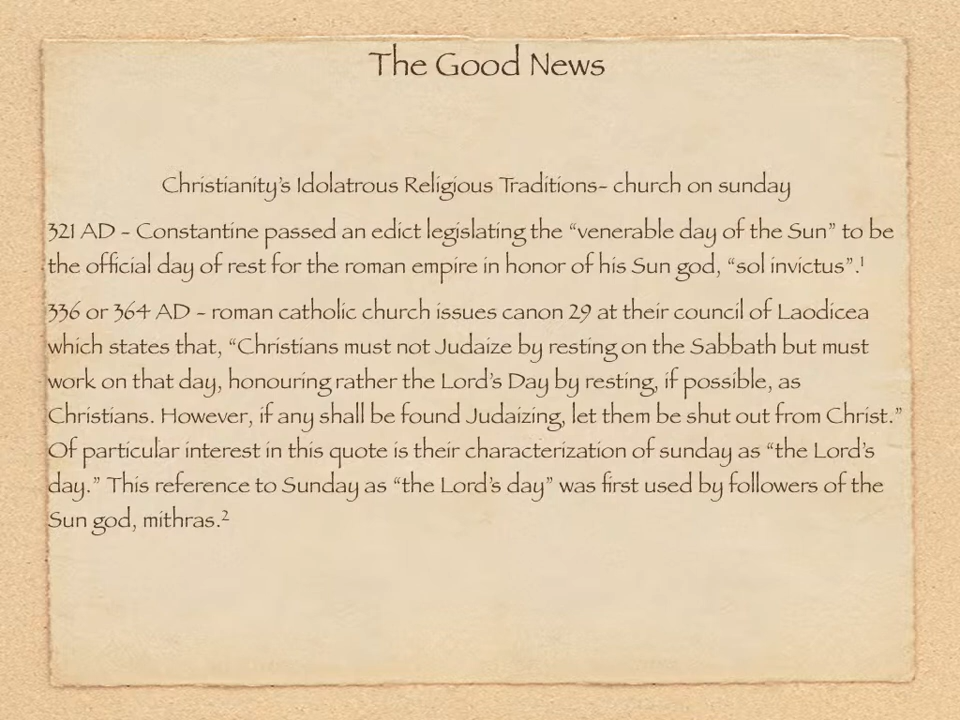 The Good News
Christianity's Idolatrous Religious Traditions- church on sunday
321 AD - Constantine passed an edict legislating the “venerable day of the Sun” to be
the official day of rest for the roman empire in honor of his Sun god, “sol invictus”.¹
336 or 364 AD - roman catholic church issues canon 29 at their council of Laodicea
which states that, “Christians must not Judaize by resting on the Sabbath but must
work on that day, honouring rather the Lord’s Day by resting, if possible, as
Christians. However, if any shall be found Judaizing, let them be shut out from Christ.”
Of particular interest in this quote is their characterization of sunday as “the Lord’s
day.” This reference to Sunday as “the Lord’s day” was first used by followers of the
Sun god, mithras.²